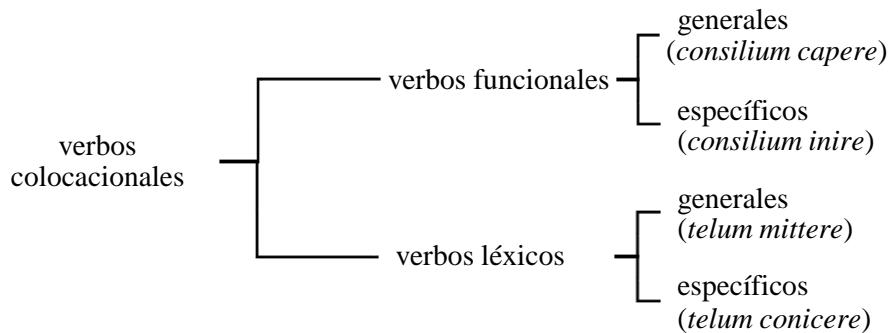 generales
(consilium capere)
verbos funcionales
específicos
(consilium inire)
verbos
colocacionales
generales
(telum mittere)
verbos léxicos
específicos
(telum conicere)